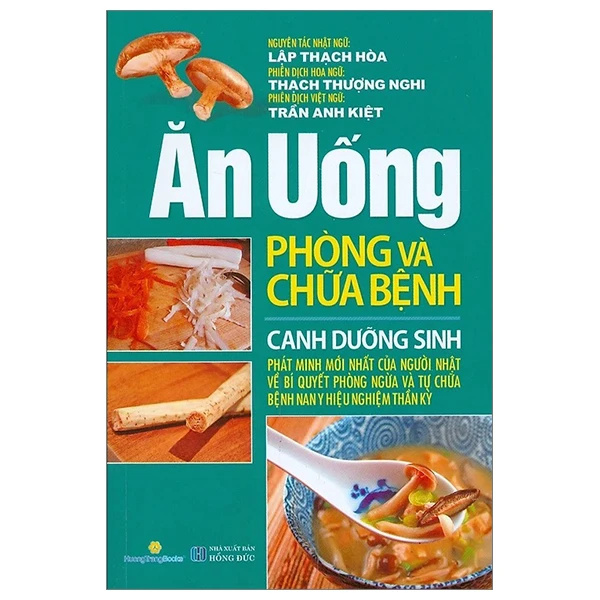 NGUYÊN TÁC NHẬT NGỮ:
LẬP THẠCH HÒA
PHIÊN DỊCH HOA NGỮ:
THẠCH THƯỢNG NGHI
PHIÊN DỊCH VIỆT NGỮ:
TRẦN ANH KIỆT
Ăn Uống
PHÒNG VÀ
CHỮA BỆNH
CANH DƯỠNG SINH
PHÁT MINH MỚI NHẤT CỦA NGƯỜI NHẬT
VỀ BÍ QUYẾT PHÒNG NGỪA VÀ TỰ CHỮA
BỆNH NAN Y HIỆU NGHIỆM THẦN KỲ
HuongTrangBooks
NHÀ XUẤT BẢN
HỒNG ĐỨC